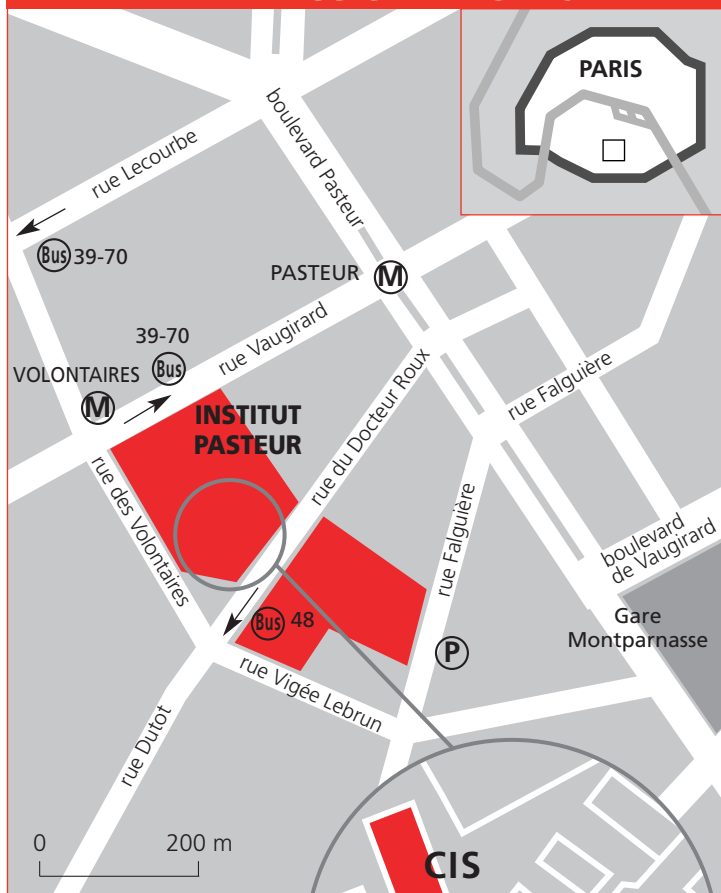 PARIS
boulevard Pasteur
rue Lecourbe
Bus 39-70
PASTEUR M
39-70
Bus
rue Vaugirard
VOLONTAIRES
M
INSTITUT
PASTEUR
rue du Docteur Roux
rue Falguière
rue des Volontaires
rue Falguière
boulevard
de Vaugirard
Bus 48
Gare
Montparnasse
P
rue Vigée Lebrun
rue Dutot
0 200 m
CIS